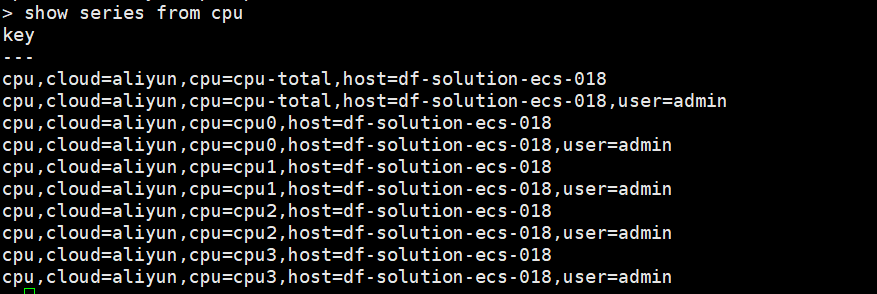 > show series from cpu
key
---
cpu,cloud=aliyun,cpu=cpu-total,host=df-solution-ecs-018
cpu,cloud=aliyun,cpu=cpu-total,host=df-solution-ecs-018,user=admin
cpu,cloud=aliyun,cpu=cpu0,host=df-solution-ecs-018
cpu,cloud=aliyun,cpu=cpu0,host=df-solution-ecs-018,user=admin
cpu,cloud=aliyun,cpu=cpu1,host=df-solution-ecs-018
cpu,cloud=aliyun,cpu=cpu1,host=df-solution-ecs-018,user=admin
cpu,cloud=aliyun,cpu=cpu2,host=df-solution-ecs-018
cpu,cloud=aliyun,cpu=cpu2,host=df-solution-ecs-018,user=admin
cpu,cloud=aliyun,cpu=cpu3,host=df-solution-ecs-018
cpu,cloud=aliyun,cpu=cpu3,host=df-solution-ecs-018,user=admin